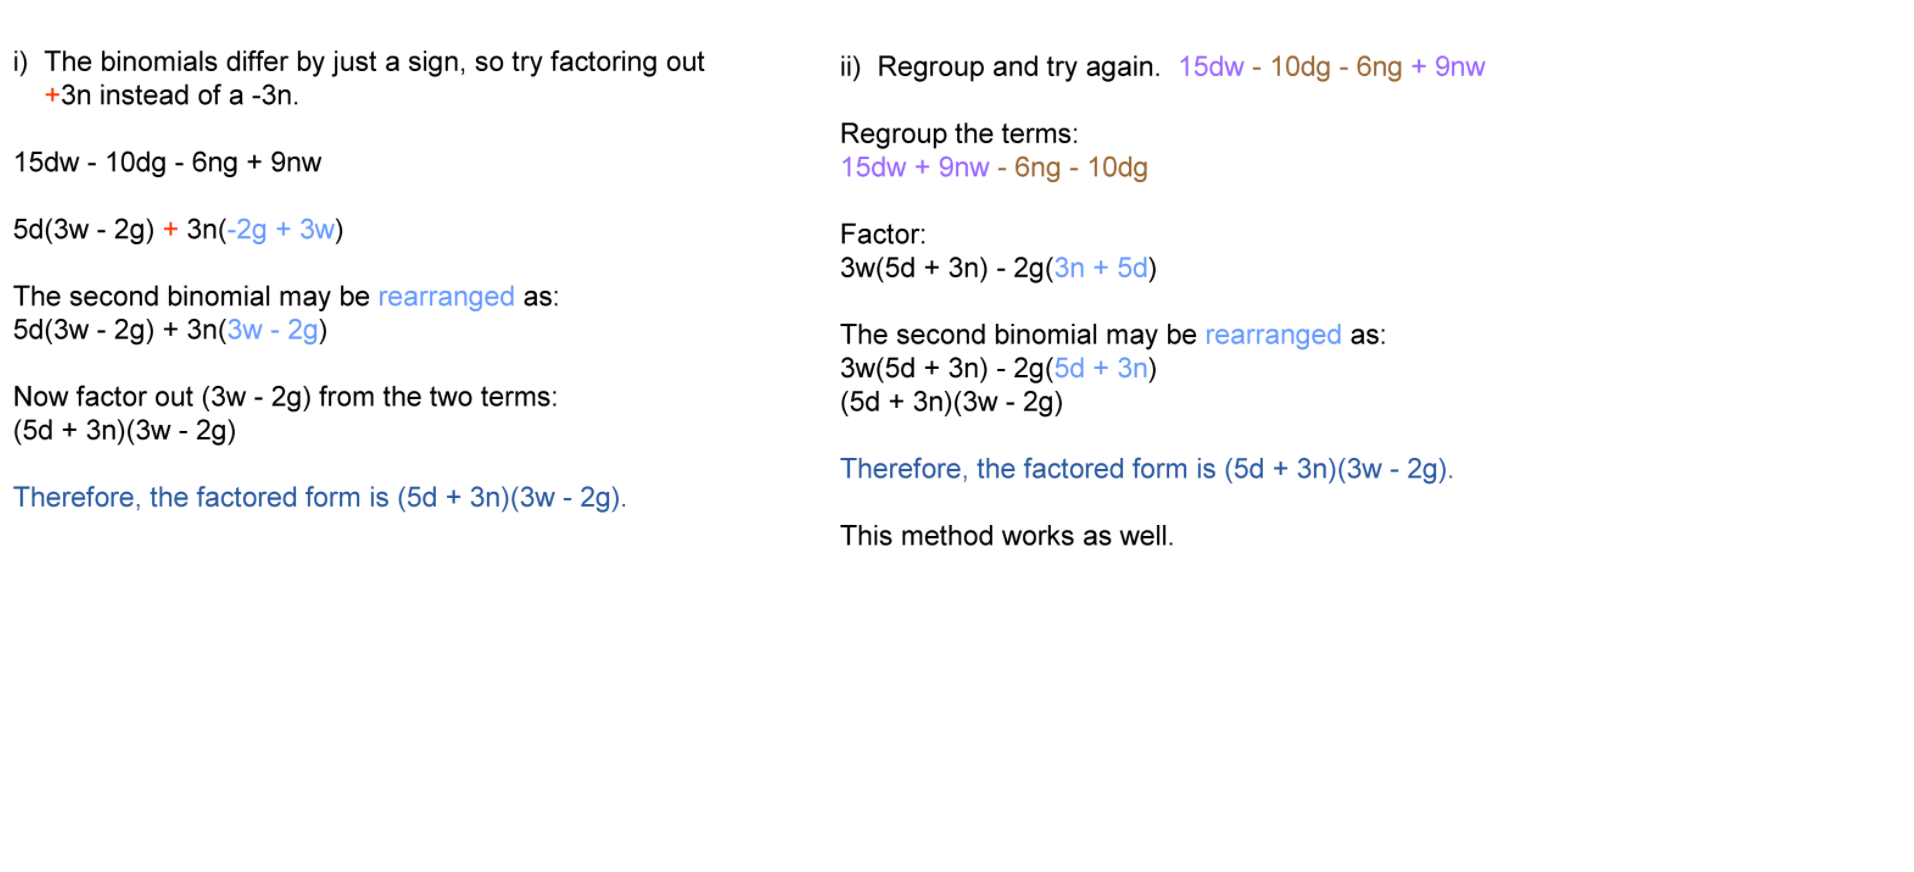 i)  The binomials differ by just a sign, so try factoring out
+3n instead of a -3n.
15dw - 10dg - 6ng + 9nw
5d(3w - 2g) + 3n(-2g + 3w)
The second binomial may be rearranged as:
5d(3w - 2g) + 3n(3w - 2g)
Now factor out (3w - 2g) from the two terms:
(5d + 3n)(3w - 2g)
Therefore, the factored form is (5d + 3n)(3w - 2g).
ii)  Regroup and try again.  15dw - 10dg - 6ng + 9nw
Regroup the terms:
15dw + 9nw - 6ng - 10dg
Factor:
3w(5d + 3n) - 2g(3n + 5d)
The second binomial may be rearranged as:
3w(5d + 3n) - 2g(5d + 3n)
(5d + 3n)(3w - 2g)
Therefore, the factored form is (5d + 3n)(3w - 2g).
This method works as well.